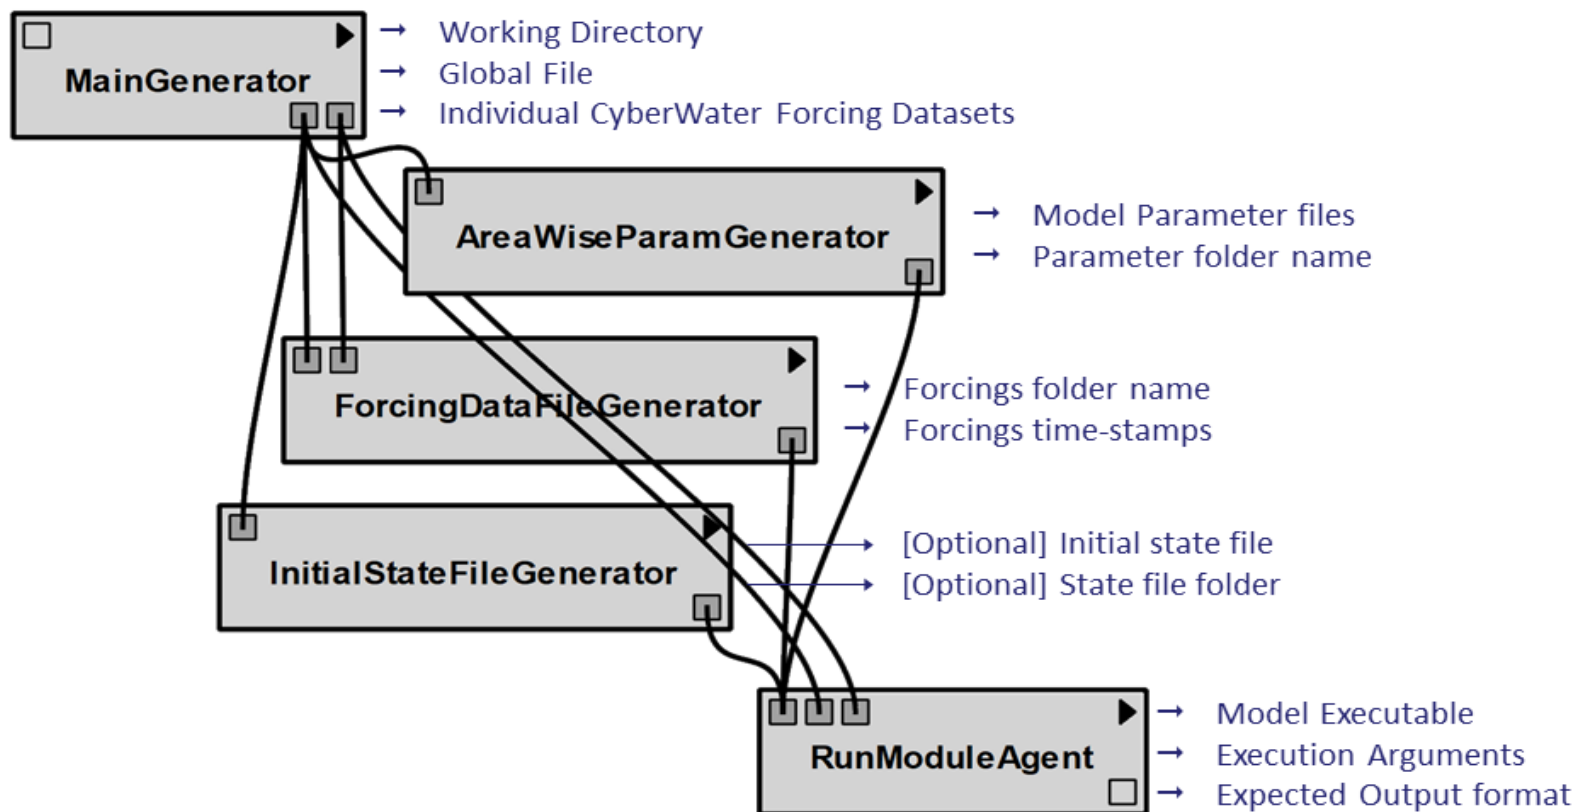 MainGenerator
→ Working Directory
→ Global File
→ Individual CyberWater Forcing Datasets
AreaWiseParamGenerator
→ Model Parameter files
→ Parameter folder name
ForcingDataFileGenerator
→ Forcings folder name
→ Forcings time-stamps
InitialStateFileGenerator
→ [Optional] Initial state file
→ [Optional] State file folder
RunModuleAgent
→ Model Executable
→ Execution Arguments
→ Expected Output format